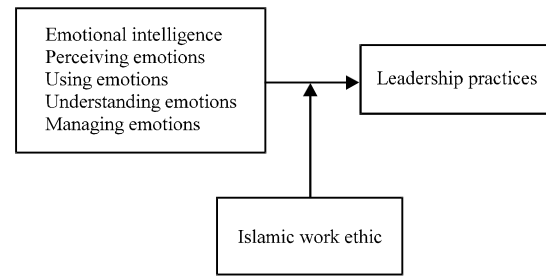 Emotional intelligence
Perceiving emotions
Using emotions
Understanding emotions
Managing emotions
Leadership practices
Islamic work ethic